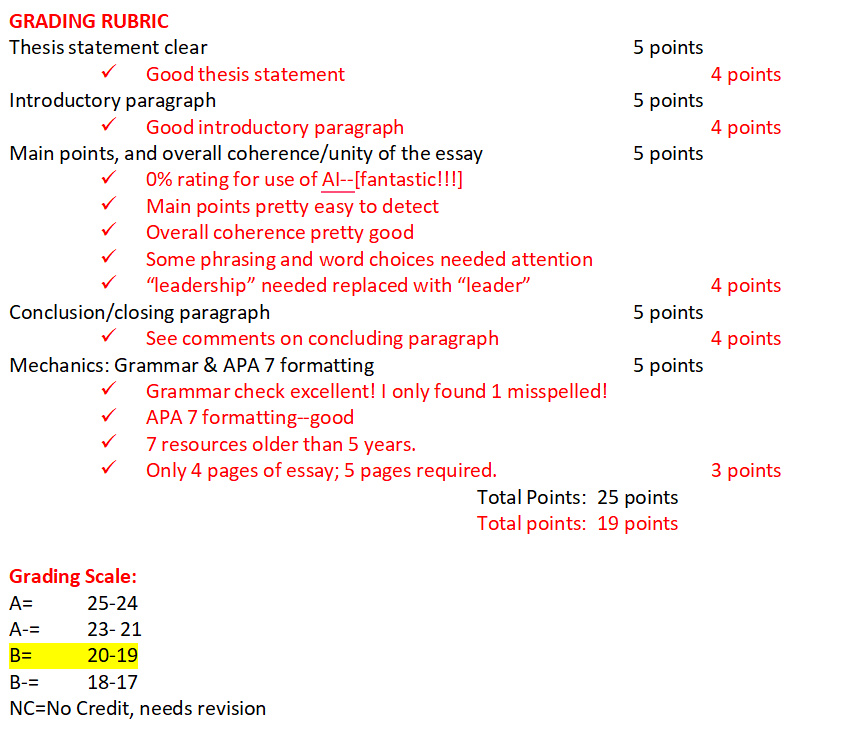 GRADING RUBRIC
Thesis statement clear 5 points
✓ Good thesis statement 4 points
Introductory paragraph 5 points
✓ Good introductory paragraph 4 points
Main points, and overall coherence/unity of the essay 5 points
✓ 0% rating for use of AI--[fantastic!!!]
✓ Main points pretty easy to detect
✓ Overall coherence pretty good
✓ Some phrasing and word choices needed attention
✓ “leadership” needed replaced with “leader” 4 points
Conclusion/closing paragraph 5 points
✓ See comments on concluding paragraph 4 points
Mechanics: Grammar & APA 7 formatting 5 points
✓ Grammar check excellent! I only found 1 misspelled!
✓ APA 7 formatting--good
✓ 7 resources older than 5 years.
✓ Only 4 pages of essay; 5 pages required. 3 points
Total Points: 25 points
Total points: 19 points
Grading Scale:
A= 25-24
A-= 23- 21
B= 20-19
B-= 18-17
NC=No Credit, needs revision